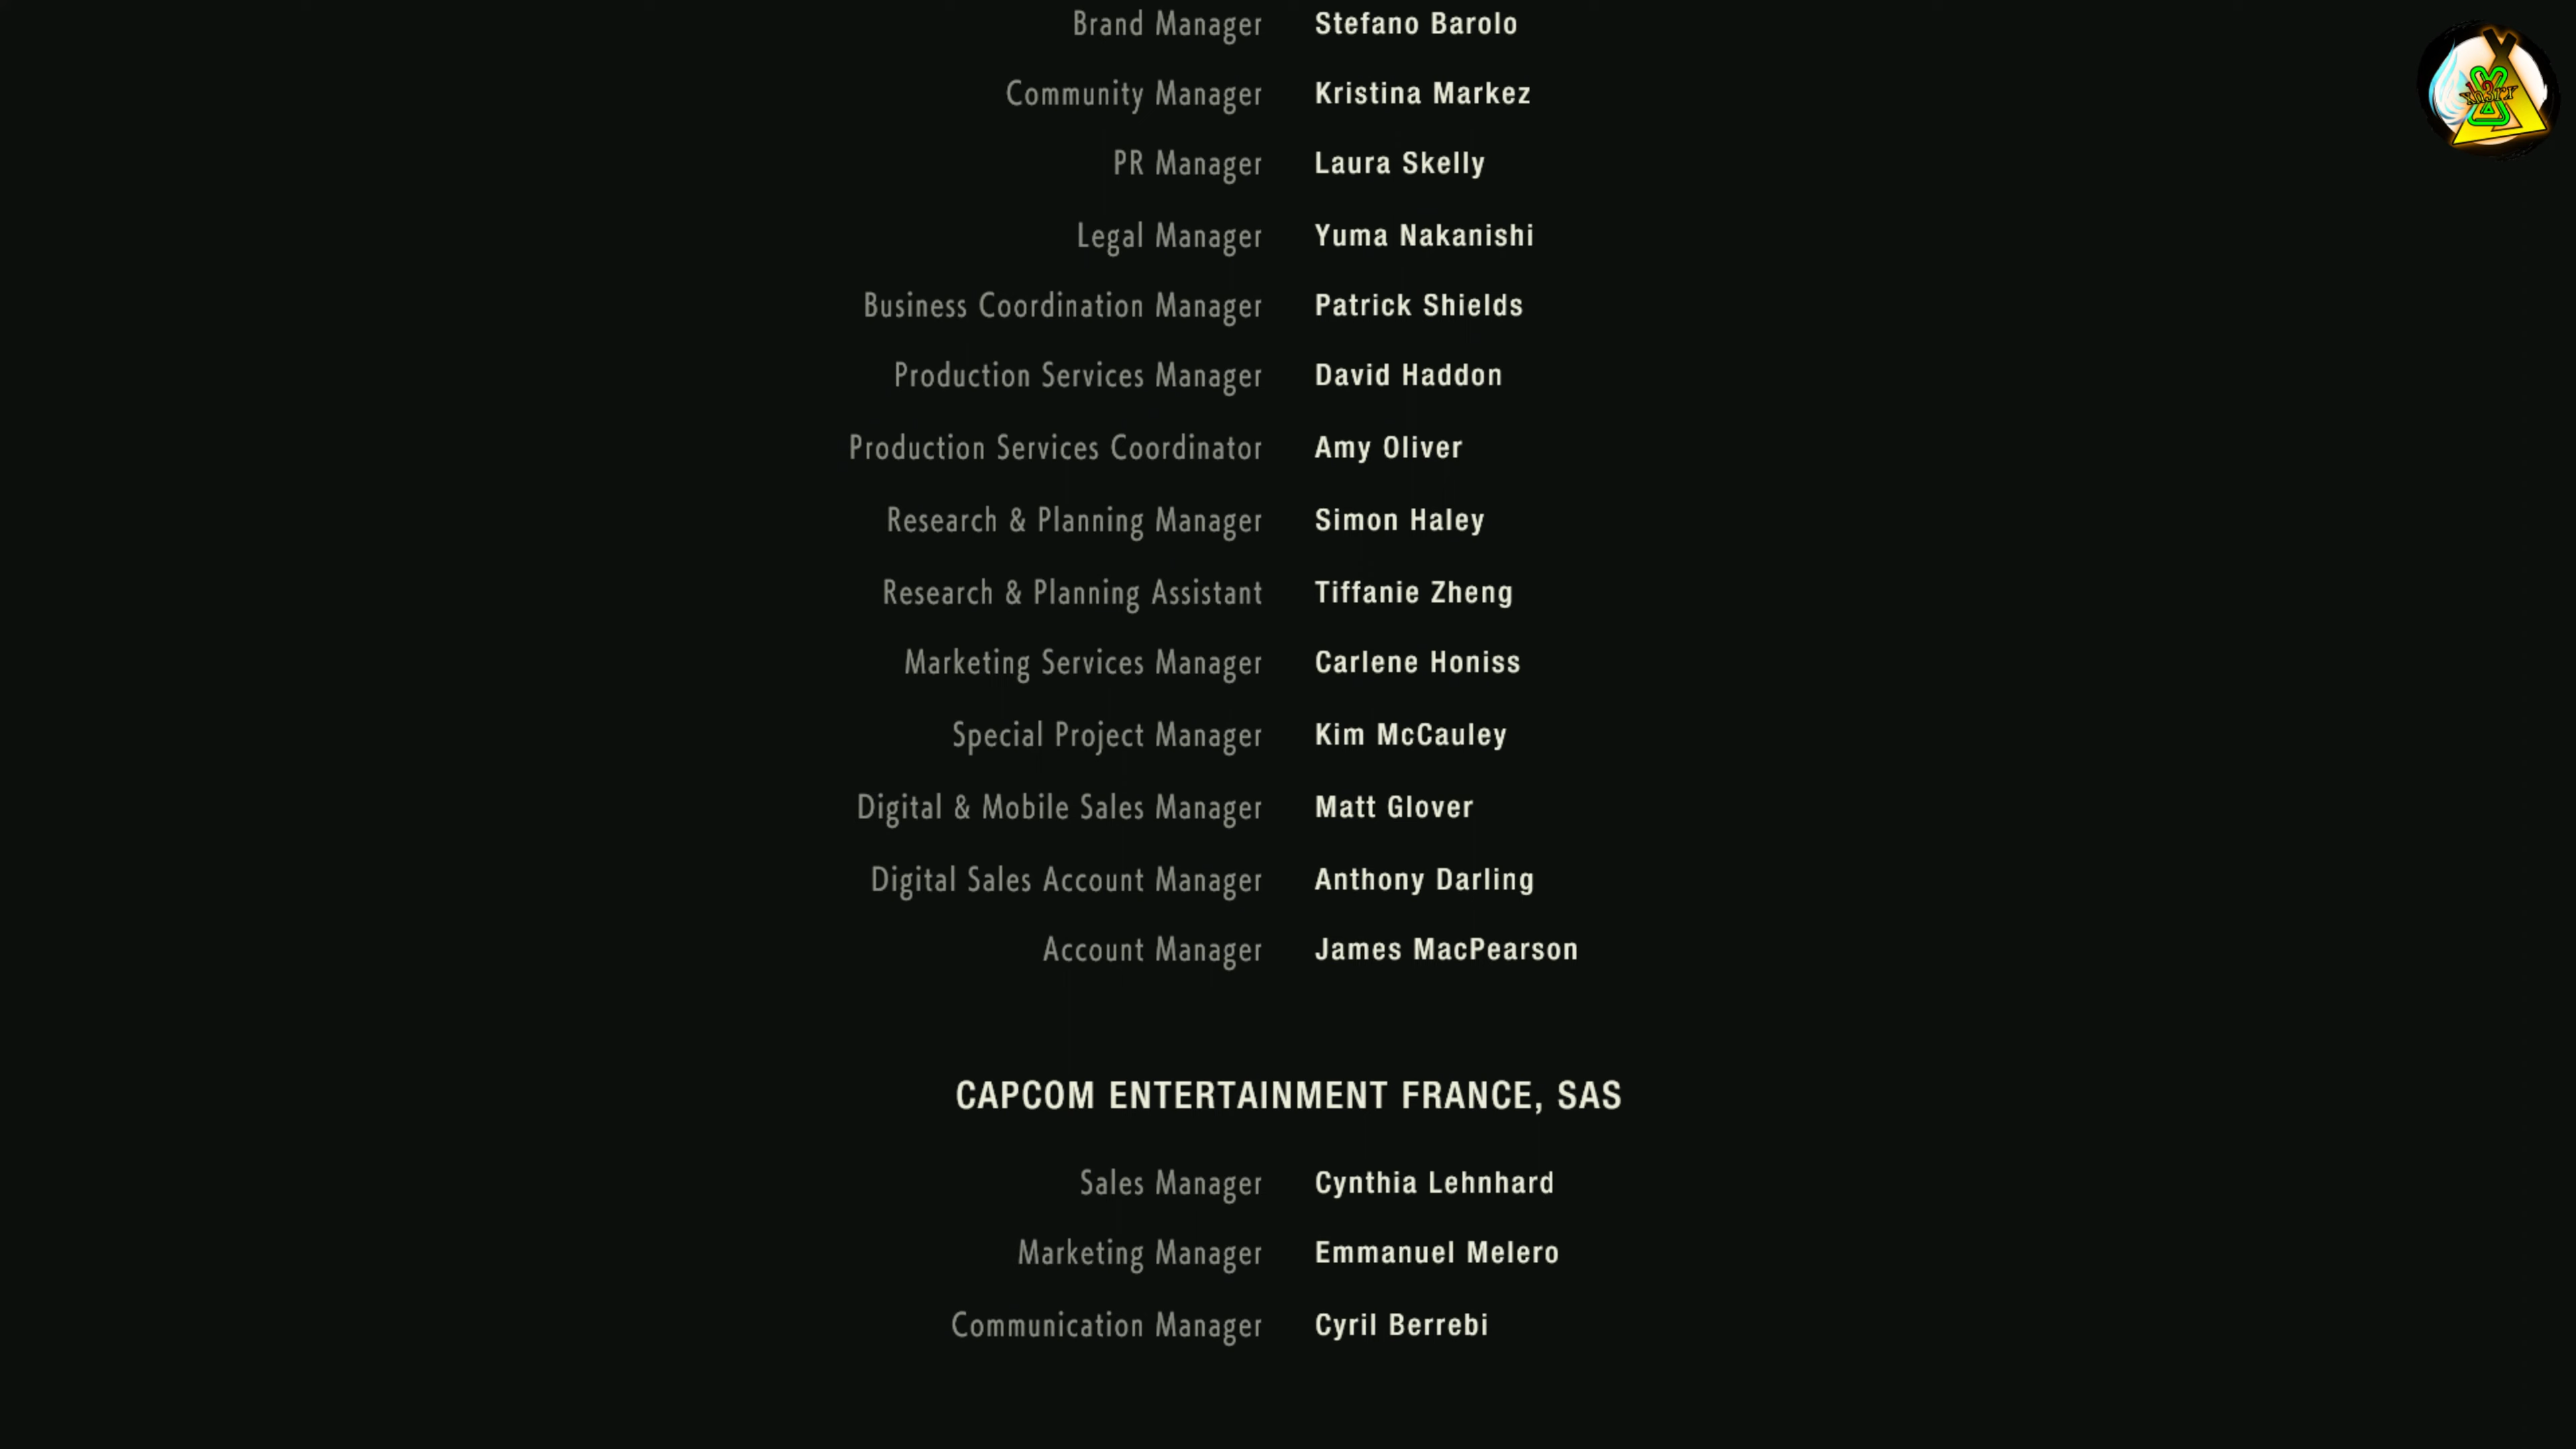 Brand Manager Stefano Barolo
Community Manager Kristina Markez
PR Manager Laura Skelly
Legal Manager Yuma Nakanishi
Business Coordination Manager Patrick Shields
Production Services Manager David Haddon
Production Services Coordinator Amy Oliver
Research & Planning Manager Simon Haley
Research & Planning Assistant Tiffanie Zheng
Marketing Services Manager Carlene Honiss
Special Project Manager Kim McCauley
Digital & Mobile Sales Manager Matt Glover
Digital Sales Account Manager Anthony Darling
Account Manager James MacPearson
CAPCOM ENTERTAINMENT FRANCE, SAS
Sales Manager Cynthia Lehnhard
Marketing Manager Emmanuel Melero
Communication Manager Cyril Berrebi